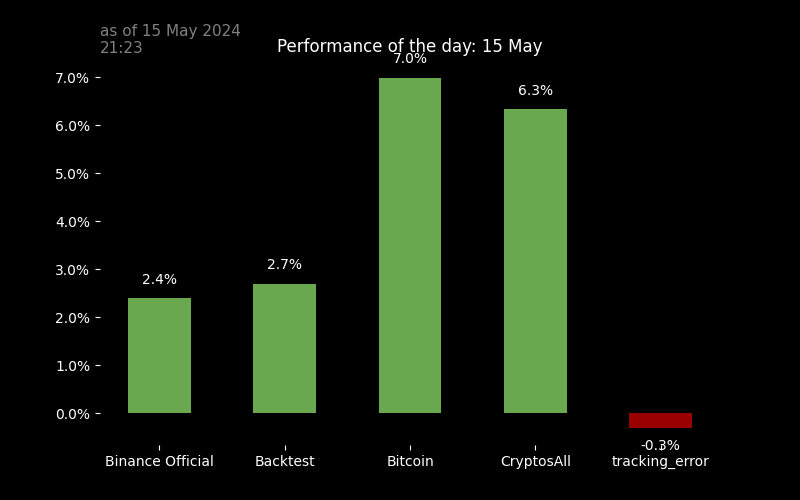 as of 15 May 2024
21:23
Performance of the day: 15 May
7.0%
6.0%
5.0%
4.0%
3.0%
2.0%
1.0%
0.0%
2.4%
2.7%
7.0%
6.3%
-0.3%
Binance Official
Backtest
Bitcoin
CryptosAll
tracking_error